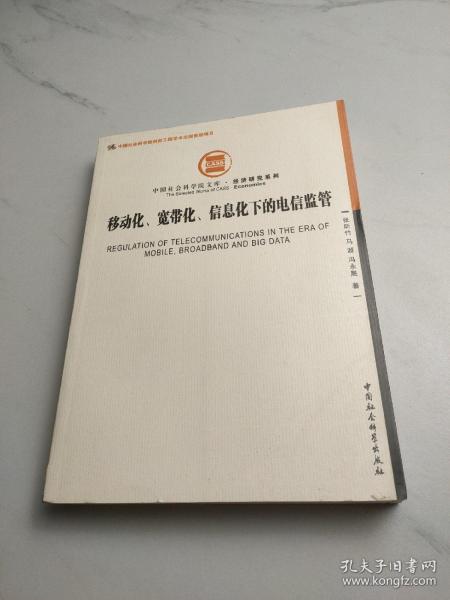 中国社会科学院创新工程学术出版资助项目
CASS
中国社会科学院文库·经济研究系列
The Selected Works of CASS·Economics
移动化、宽带化、信息化下的电信监管
REGULATION OF TELECOMMUNICATIONS IN THE ERA OF
MOBILE, BROADBAND AND BIG DATA
张昕竹 马源 冯永晟 著
中国社会科学出版社
孔夫子旧书网
www.kongfz.com